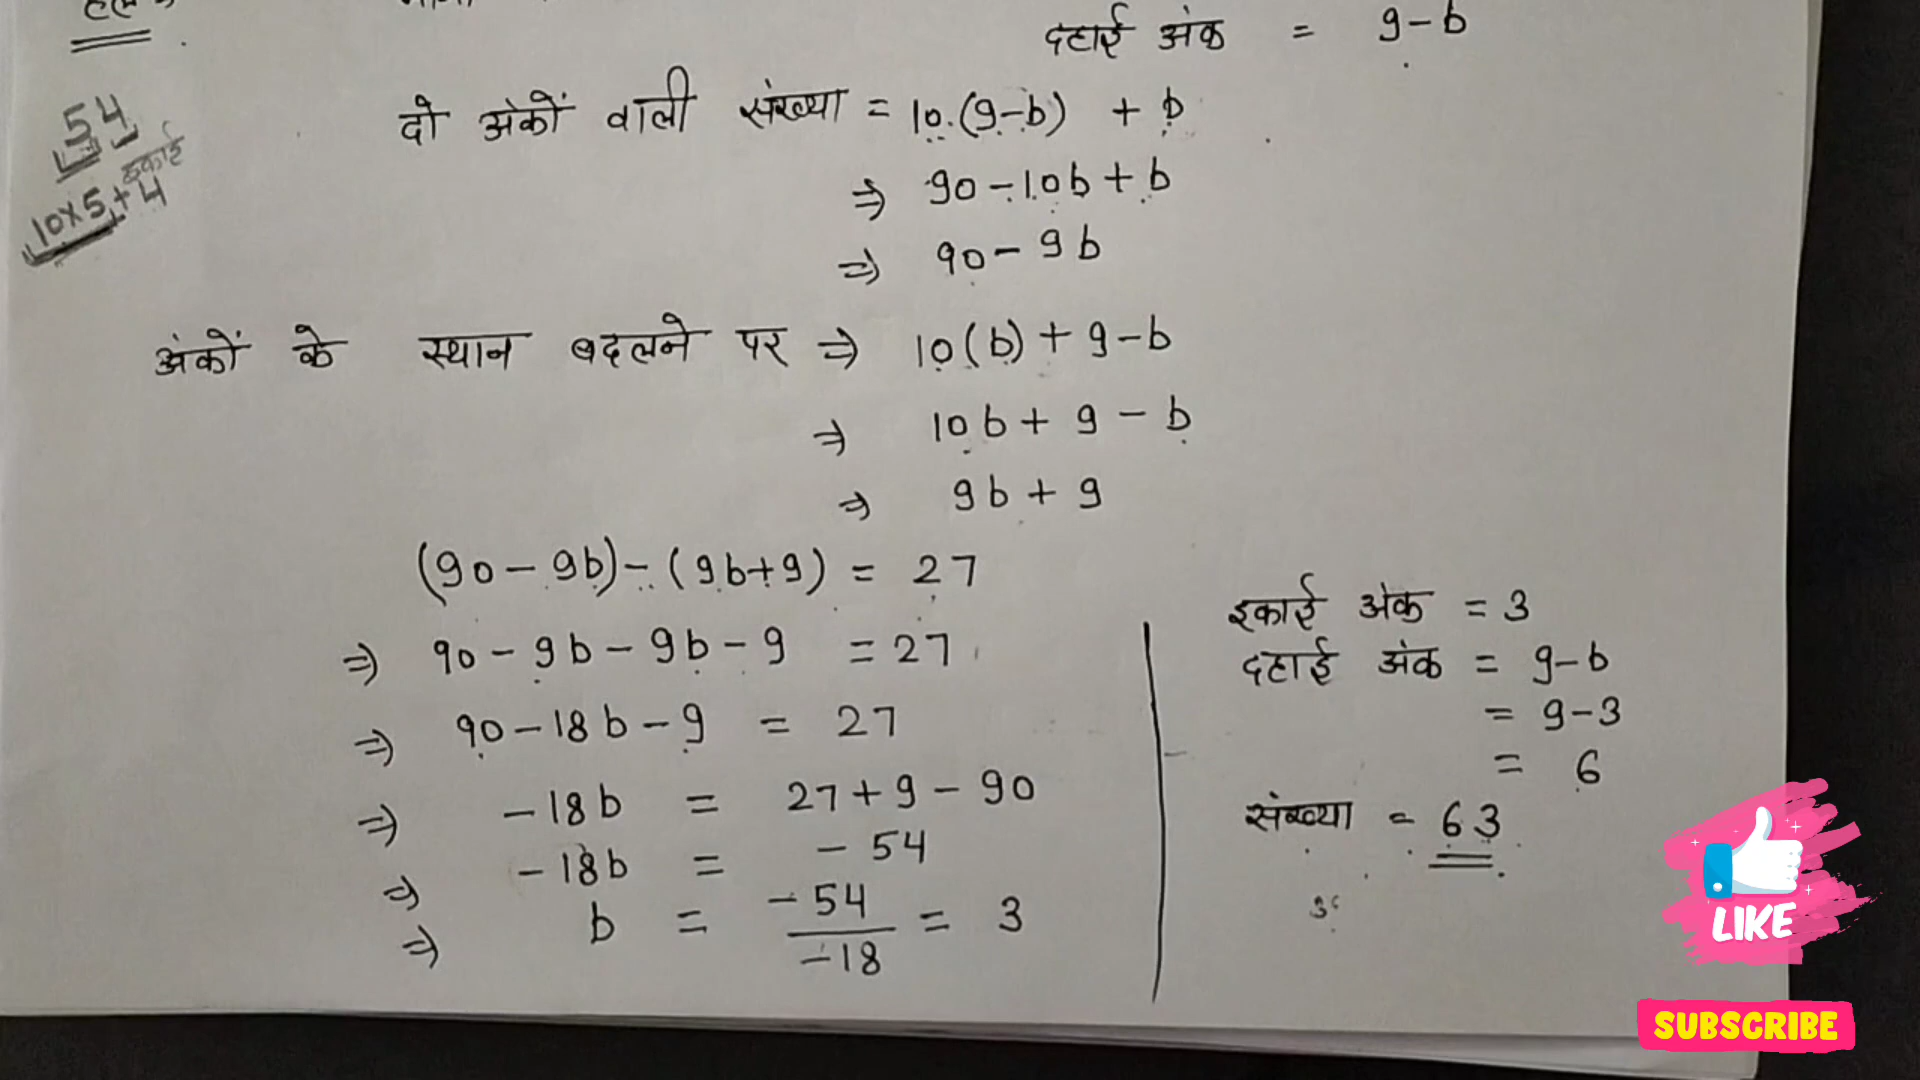 दहाई अंक = 9-b
54
इकाई
10×5+4
दो अंकों वाली संख्या = 10.(9-b) + b
⇒ 90-10b+b
⇒ 90-9b
अंकों के स्थान बदलने पर ⇒ 10(b)+9-b
⇒ 10b+9-b
⇒ 9b+9
(90-9b)-(9b+9) = 27
⇒ 90-9b-9b-9 = 27
⇒ 90-18b-9 = 27
⇒ -18b = 27+9-90
⇒ -18b = -54
⇒ b = -54/-18 = 3
इकाई अंक = 3
दहाई अंक = 9-b
= 9-3
= 6
संख्या = 63
LIKE
SUBSCRIBE